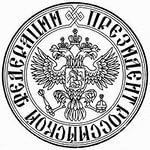 ПРЕЗИДЕНТ РОССИЙСКОЙ ФЕДЕРАЦИИ